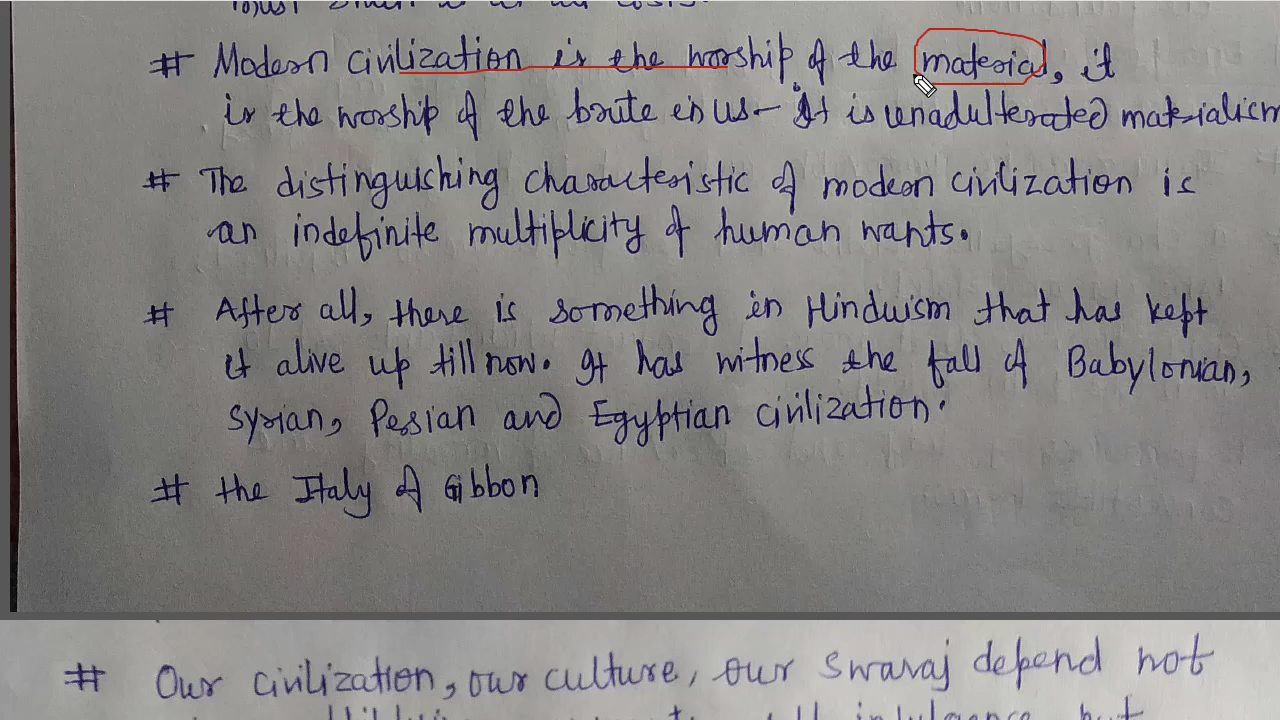 # Modern civilization is the worship of the material, it
is the worship of the brute in us - It is unadulterated materialism
# The distinguishing characteristic of modern civilization is
an indefinite multiplicity of human wants.
# After all, there is something in Hinduism that has kept
it alive up till now. It has witness the fall of Babylonian,
Syrian, Persian and Egyptian civilization.
# the Italy of Gibbon
# Our civilization, our culture, our Swaraj depend not
indulgence but